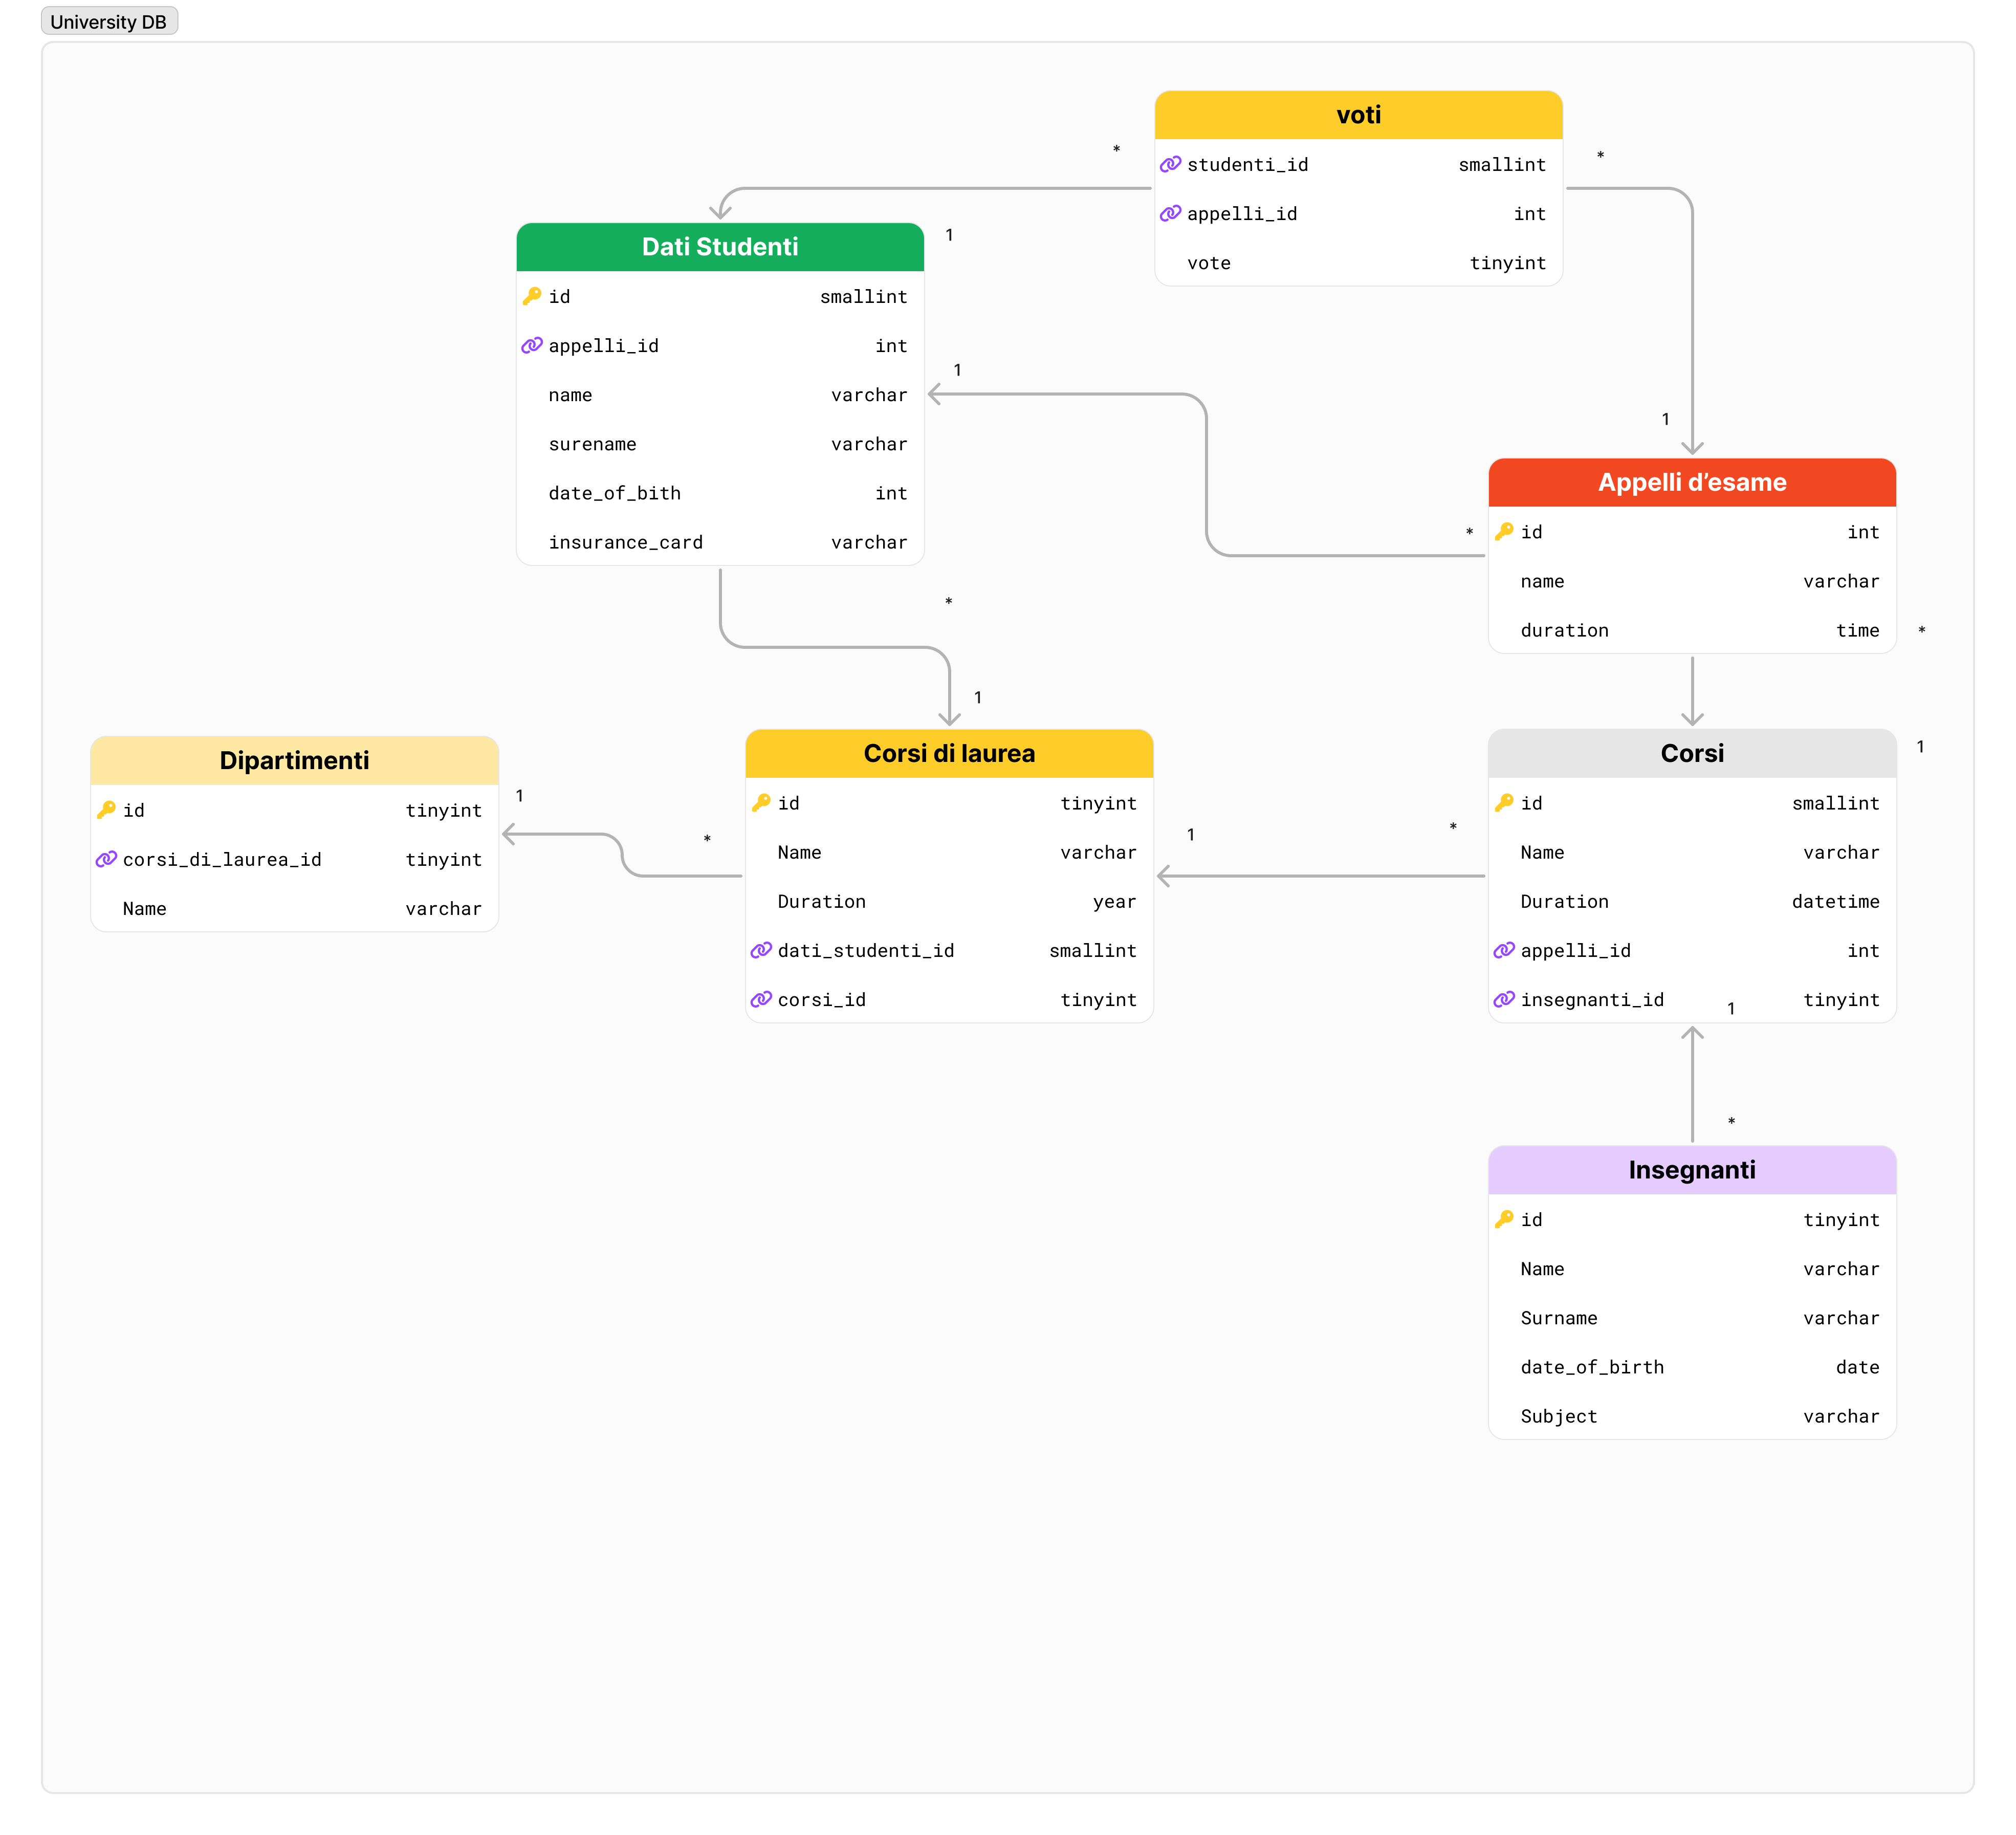 University DB
voti
studenti_id smallint
appelli_id int
vote tinyint
*
*
Dati Studenti
1
id smallint
appelli_id int
name varchar
surename varchar
date_of_bith int
insurance_card varchar
1
*
1
Appelli d’esame
*
id int
name varchar
duration time
*
1
Dipartimenti
id tinyint
corsi_di_laurea_id tinyint
Name varchar
1
*
Corsi di laurea
id tinyint
Name varchar
Duration year
dati_studenti_id smallint
corsi_id tinyint
1
*
Corsi
1
id smallint
Name varchar
Duration datetime
appelli_id int
insegnanti_id tinyint
1
*
Insegnanti
id tinyint
Name varchar
Surname varchar
date_of_birth date
Subject varchar